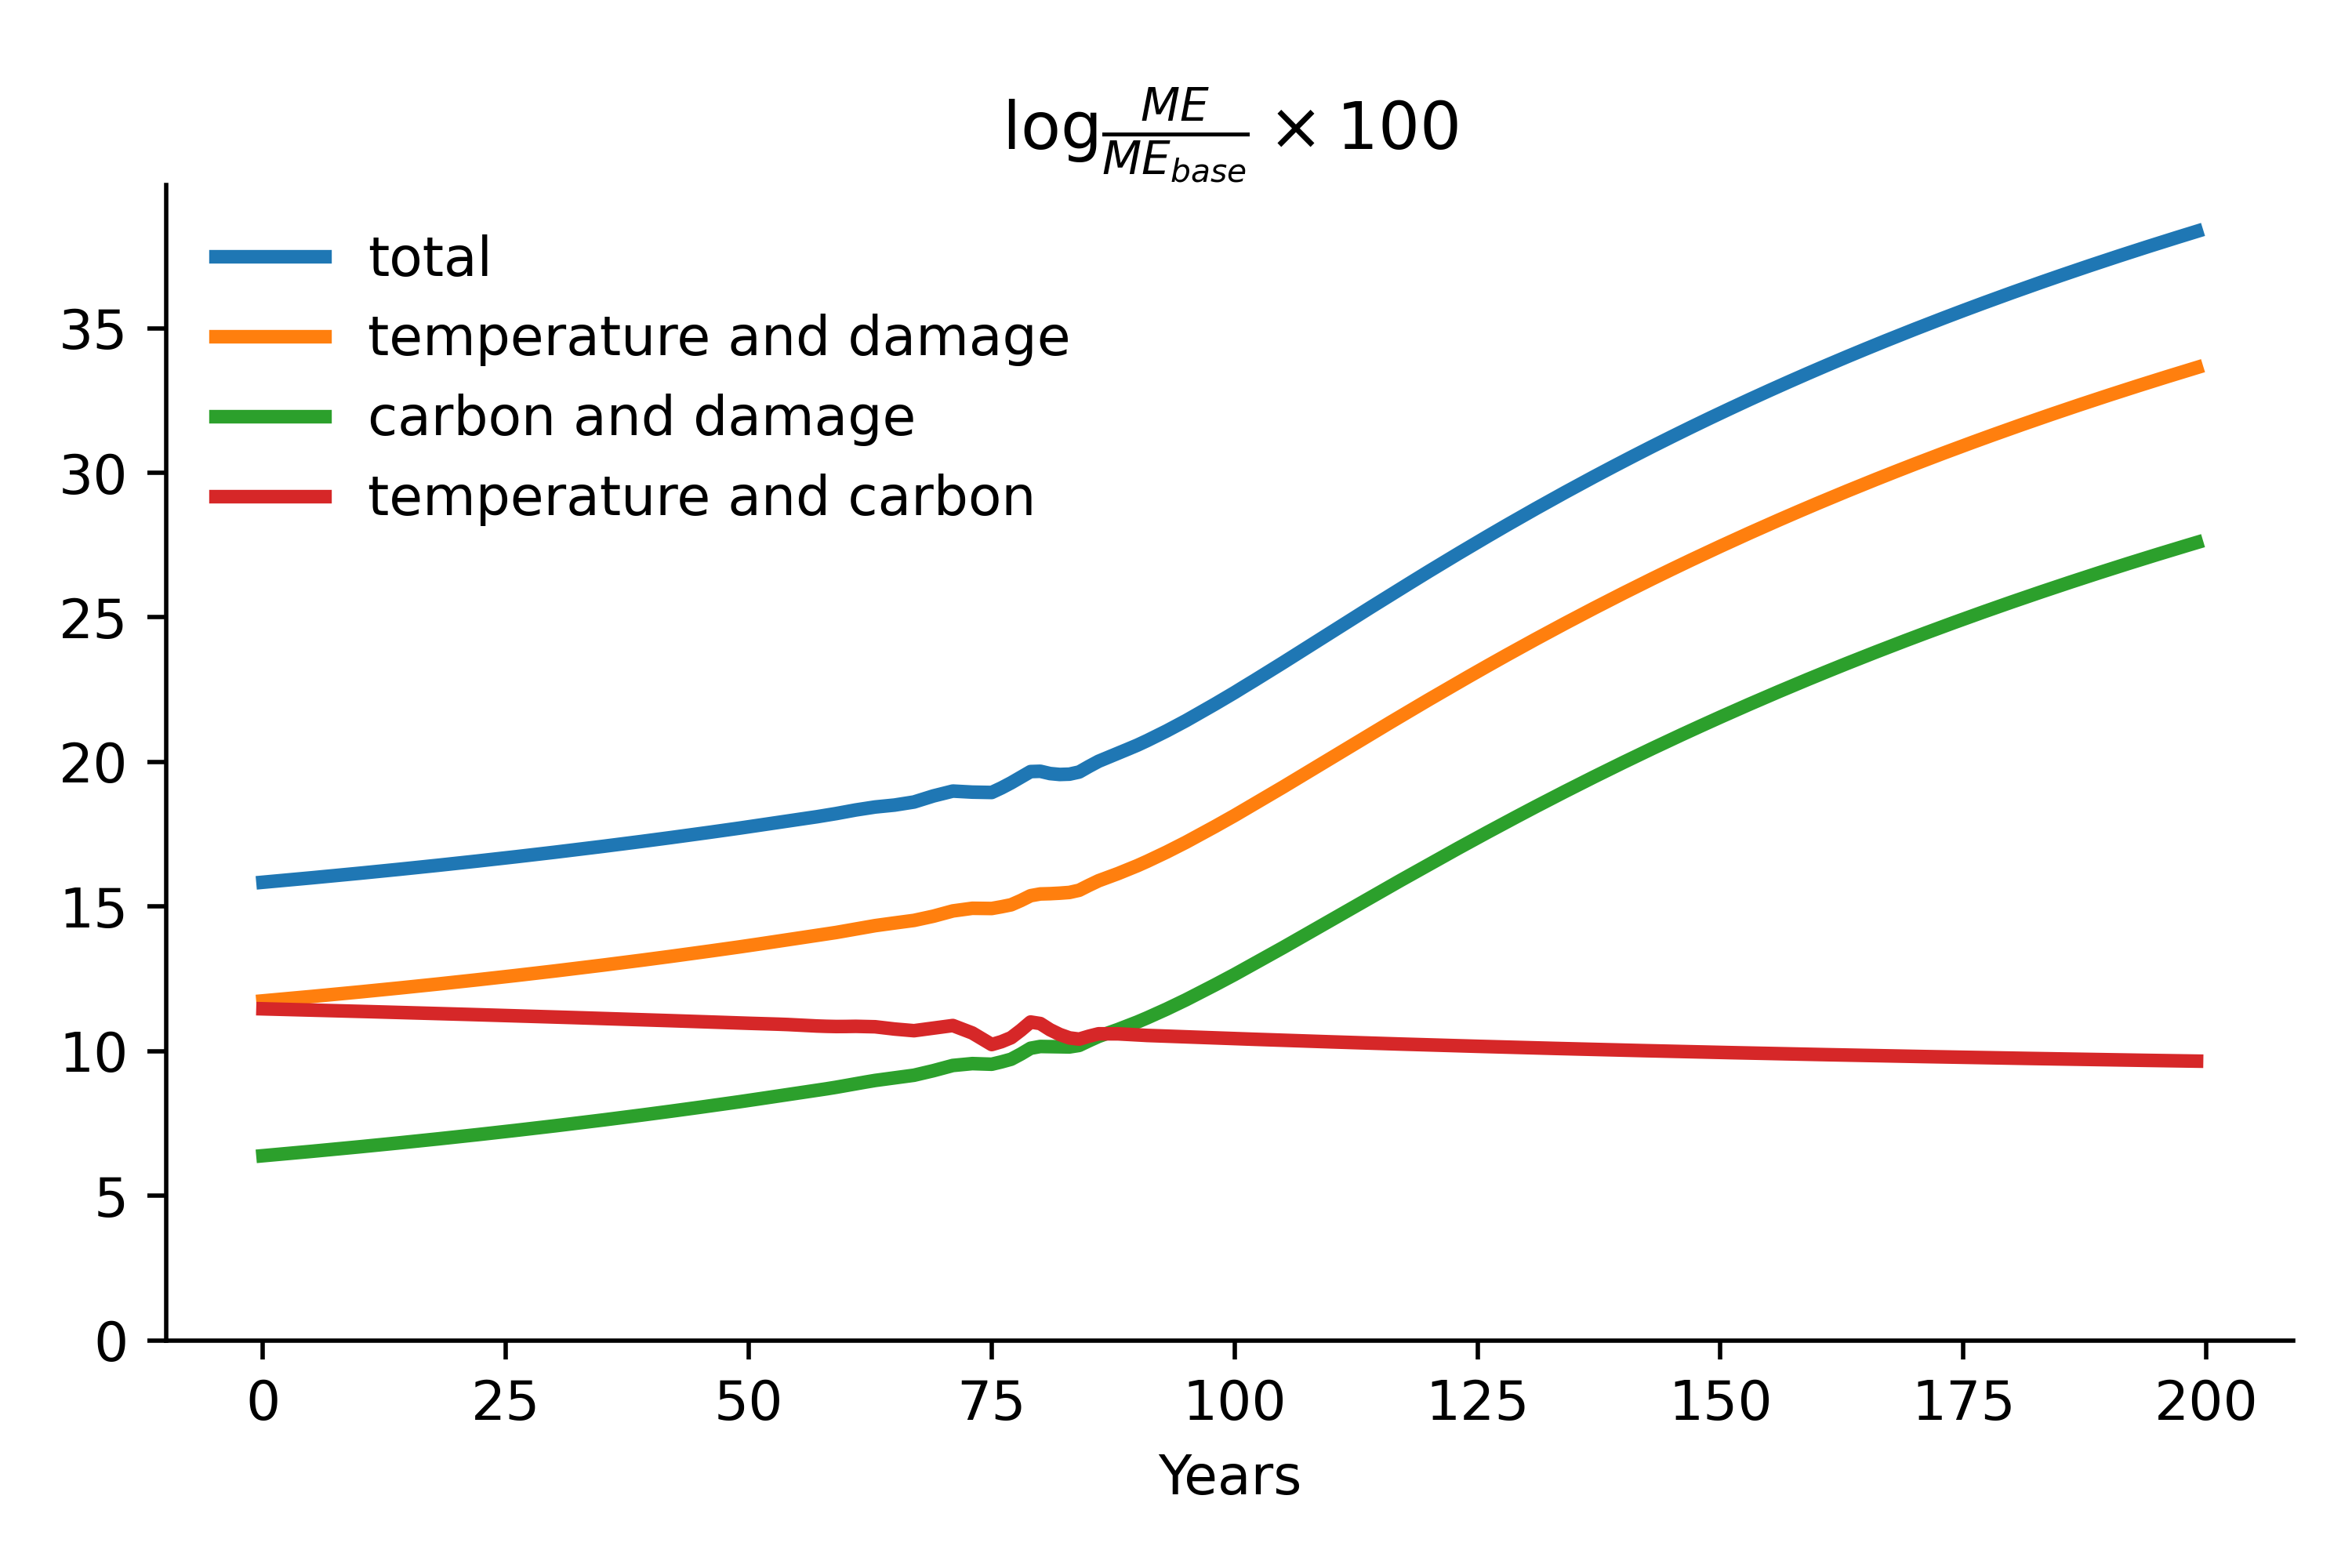 log ME/ME_base × 100
total
temperature and damage
carbon and damage
temperature and carbon
35
30
25
20
15
10
5
0
0 25 50 75 100 125 150 175 200
Years